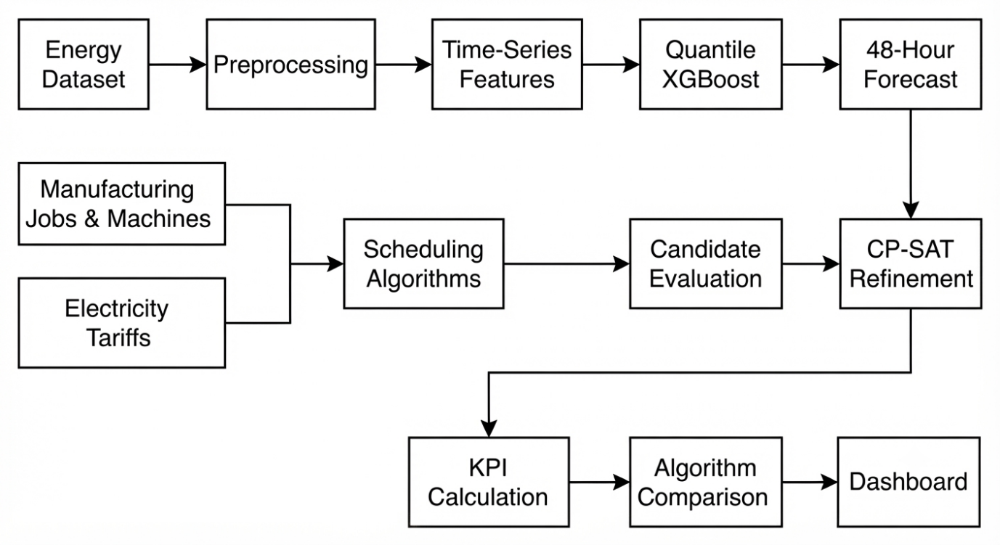 Energy
Dataset
Preprocessing
Time-Series
Features
Quantile
XGBoost
48-Hour
Forecast
Manufacturing
Jobs & Machines
Electricity
Tariffs
Scheduling
Algorithms
Candidate
Evaluation
CP-SAT
Refinement
KPI
Calculation
Algorithm
Comparison
Dashboard